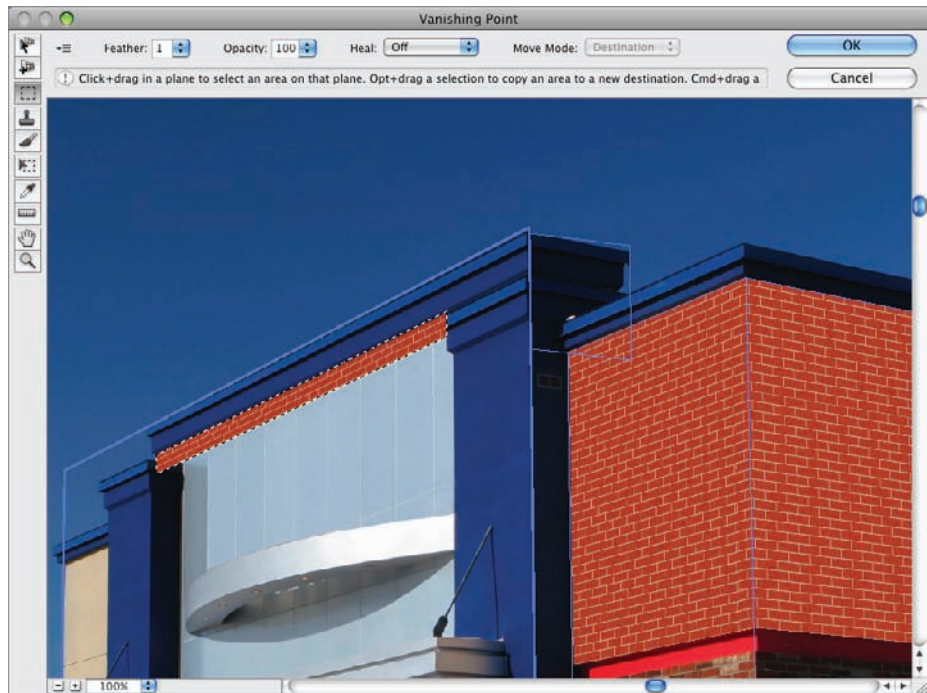 Vanishing Point
Feather: 1 Opacity: 100 Heal: Off Move Mode: Destination OK
Click+drag in a plane to select an area on that plane. Opt+drag a selection to copy an area to a new destination. Cmd+drag a Cancel
100%